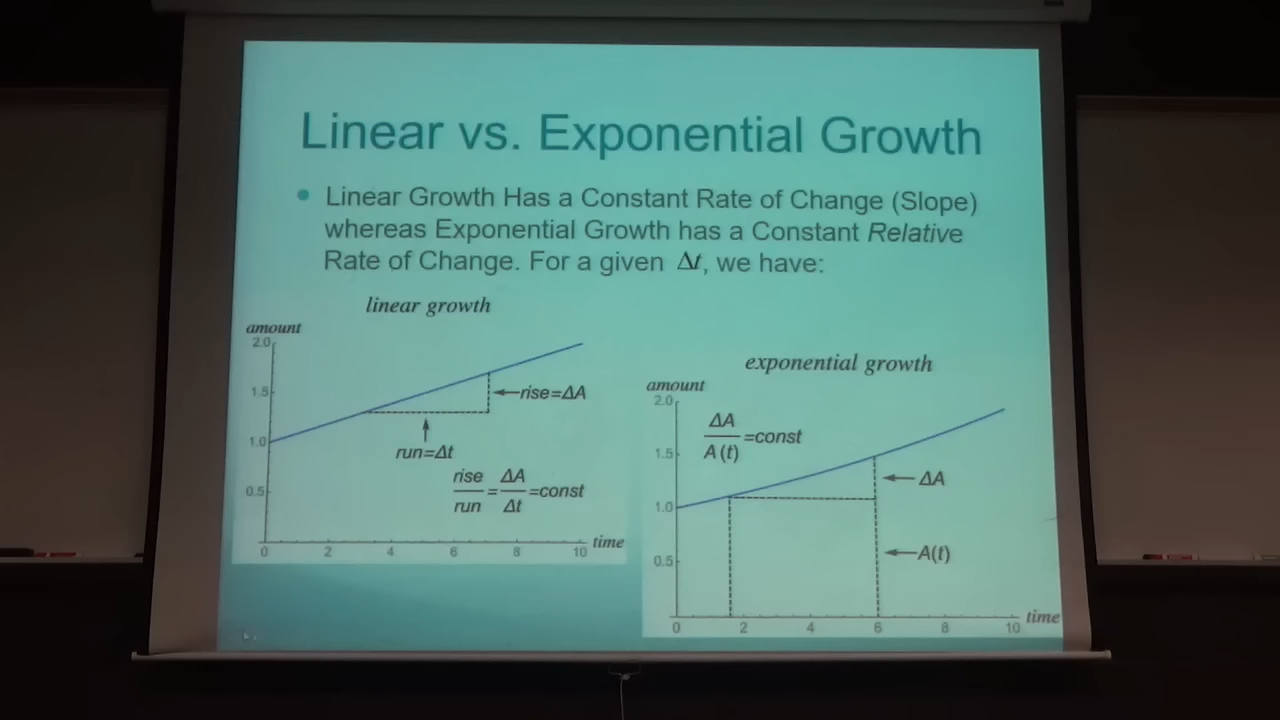 Linear vs. Exponential Growth
Linear Growth Has a Constant Rate of Change (Slope)
whereas Exponential Growth has a Constant Relative
Rate of Change. For a given Δt, we have:
linear growth
amount
2.0
1.5
1.0
0.5
0 2 4 6 8 10 time
rise=ΔA
run=Δt
rise/run = ΔA/Δt =const
exponential growth
amount
2.0
1.5
1.0
0.5
0 2 4 6 8 10 time
ΔA/A(t) =const
ΔA
A(t)